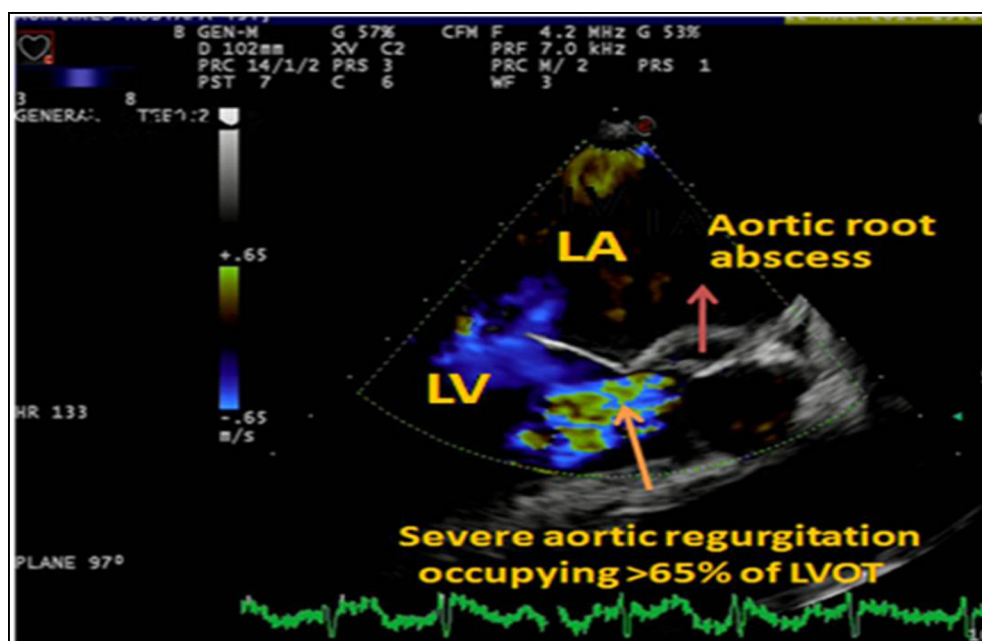 B GEN-M G 57% CFM F 4.2 MHz G 53%
D 102mm XV C2 PRF 7.0 kHz
PRC 14/1/2 PRS 3 PRC M/ 2 PRS 1
PST 7 C 6 WF 3
3 8
GENERAL
+.65
-.65
m/s
LA
Aortic root
abscess
LV
HR 133
Severe aortic regurgitation
occupying >65% of LVOT
PLANE 97°